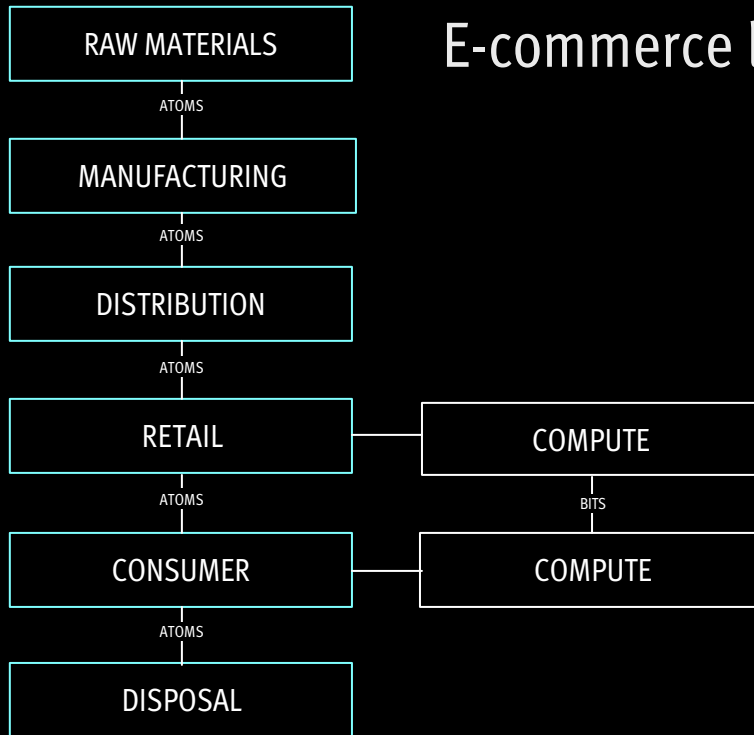 E-commerce
RAW MATERIALS
ATOMS
MANUFACTURING
ATOMS
DISTRIBUTION
ATOMS
RETAIL
COMPUTE
ATOMS
BITS
CONSUMER
COMPUTE
ATOMS
DISPOSAL